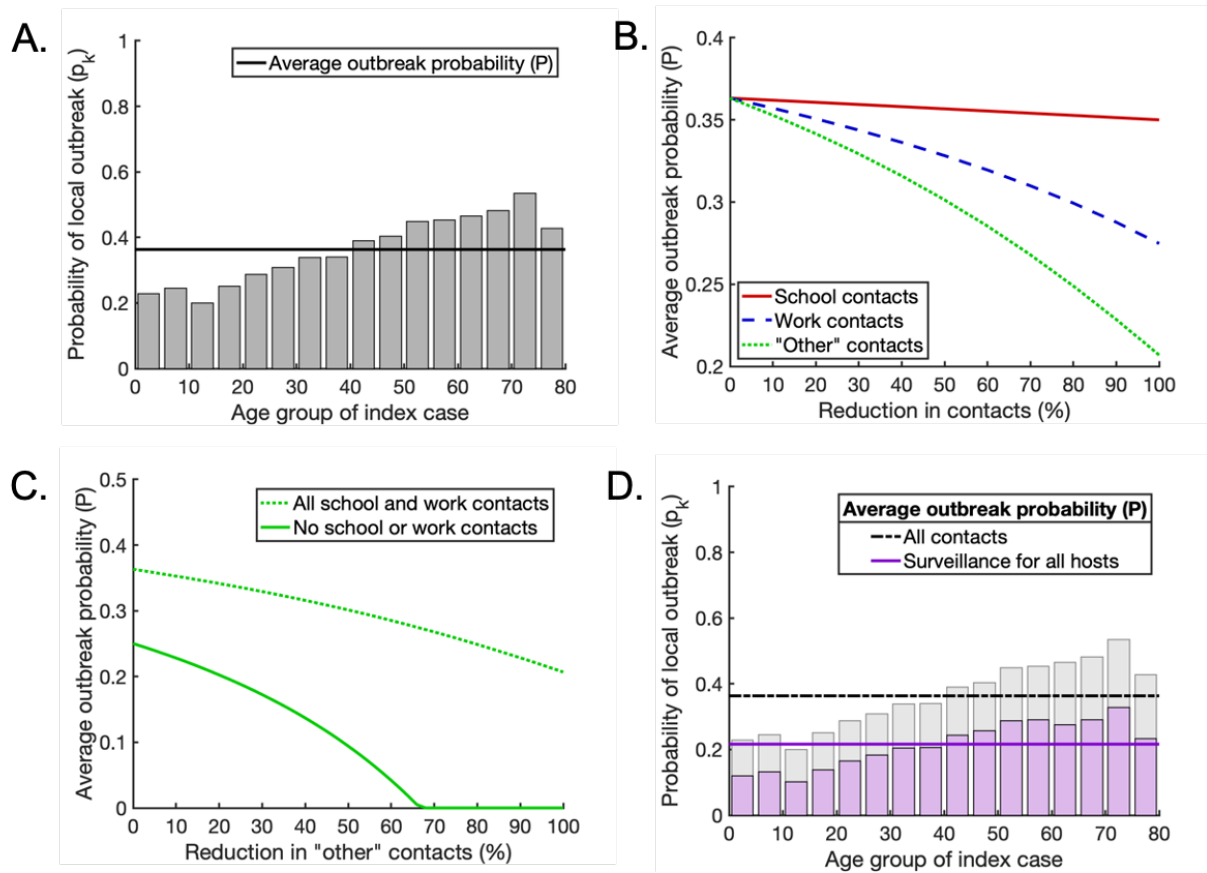 A.
Probability of local outbreak (pk)
1
0.8
0.6
0.4
0.2
0
Average outbreak probability (P)
0 10 20 30 40 50 60 70 80
Age group of index case
B.
Average outbreak probability (P)
0.4
0.35
0.3
0.25
0.2
School contacts
Work contacts
"Other" contacts
0 10 20 30 40 50 60 70 80 90 100
Reduction in contacts (%)
C.
Average outbreak probability (P)
0.5
0.4
0.3
0.2
0.1
0
All school and work contacts
No school or work contacts
0 10 20 30 40 50 60 70 80 90 100
Reduction in "other" contacts (%)
D.
Probability of local outbreak (pk)
1
0.8
0.6
0.4
0.2
0
Average outbreak probability (P)
All contacts
Surveillance for all hosts
0 10 20 30 40 50 60 70 80
Age group of index case